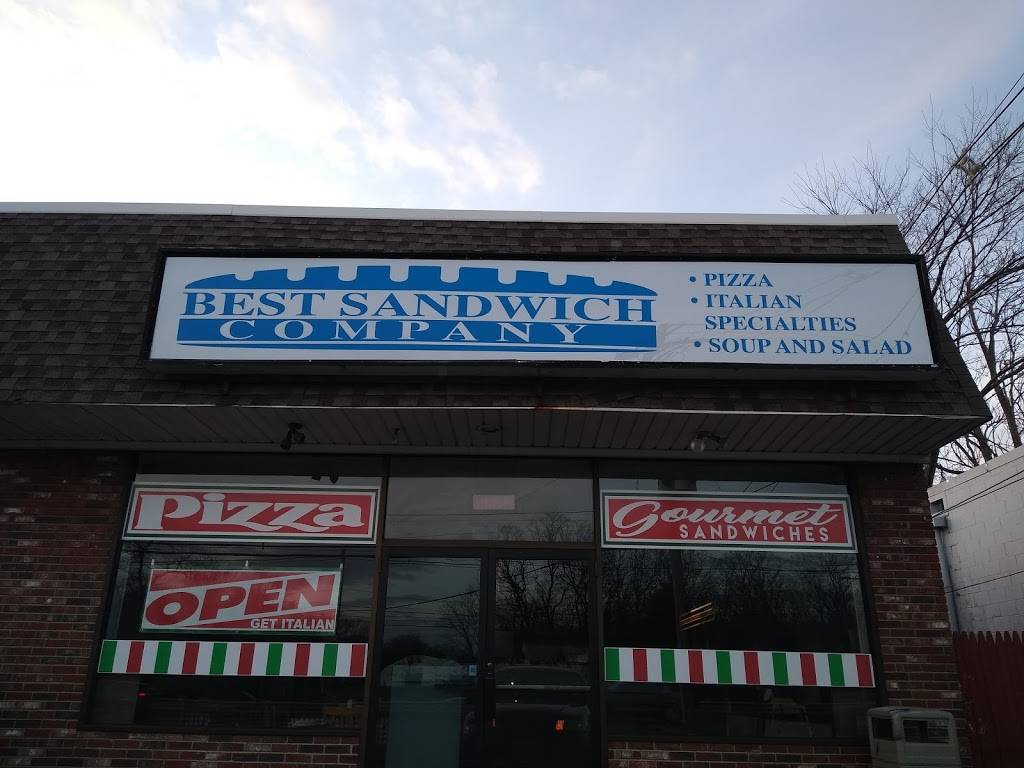 BEST SANDWICH
COMPANY
• PIZZA
• ITALIAN
SPECIALTIES
• SOUP AND SALAD
Pizza
Gourmet
SANDWICHES
OPEN
GET ITALIAN